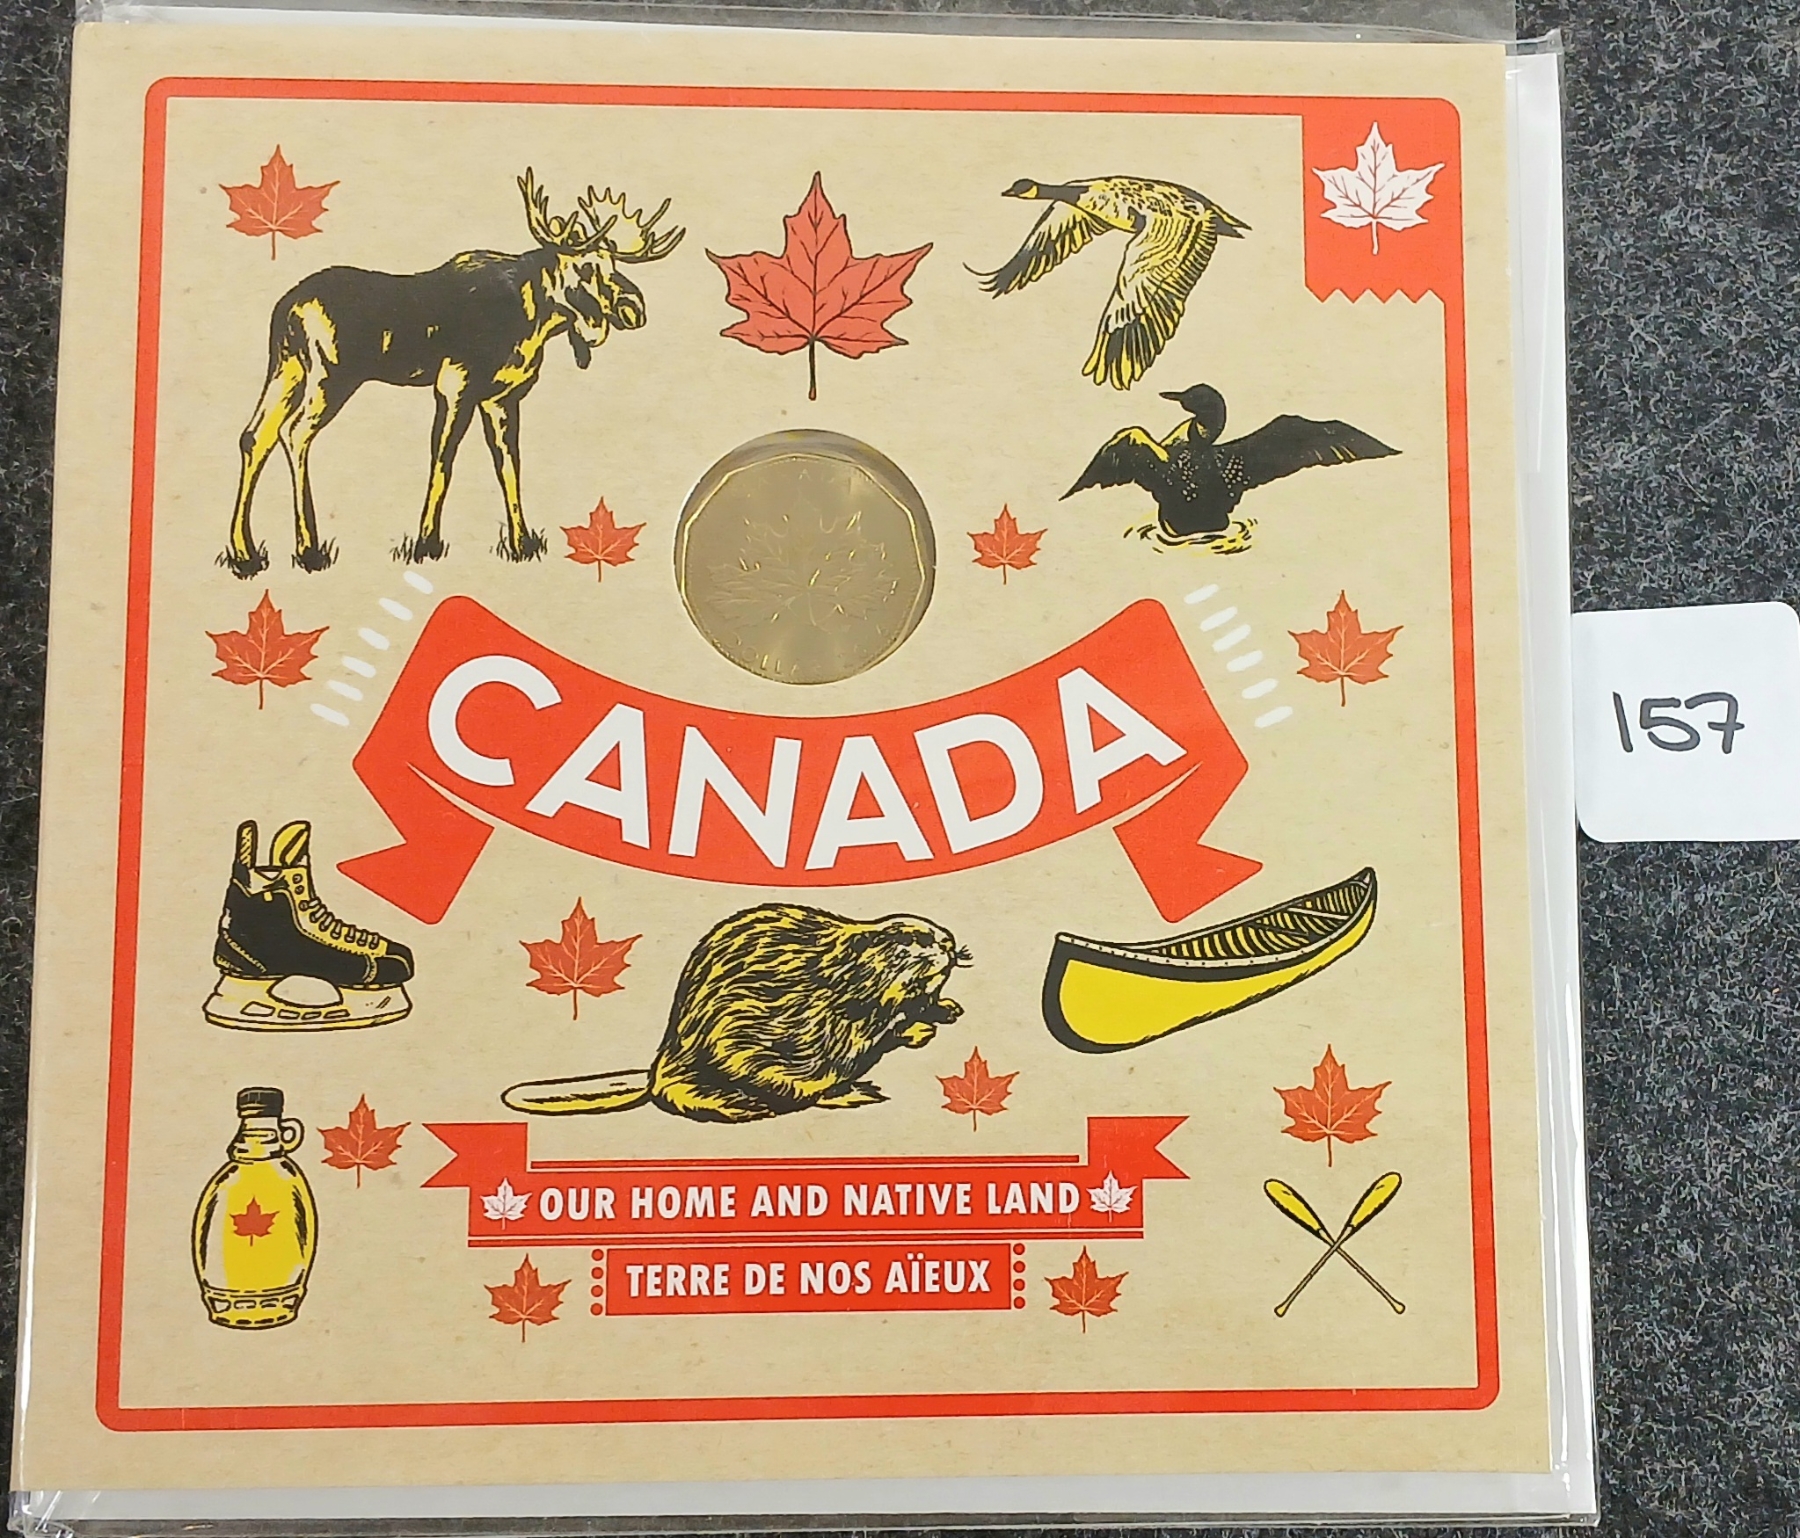 CANADA
157
OUR HOME AND NATIVE LAND
TERRE DE NOS AÏEUX